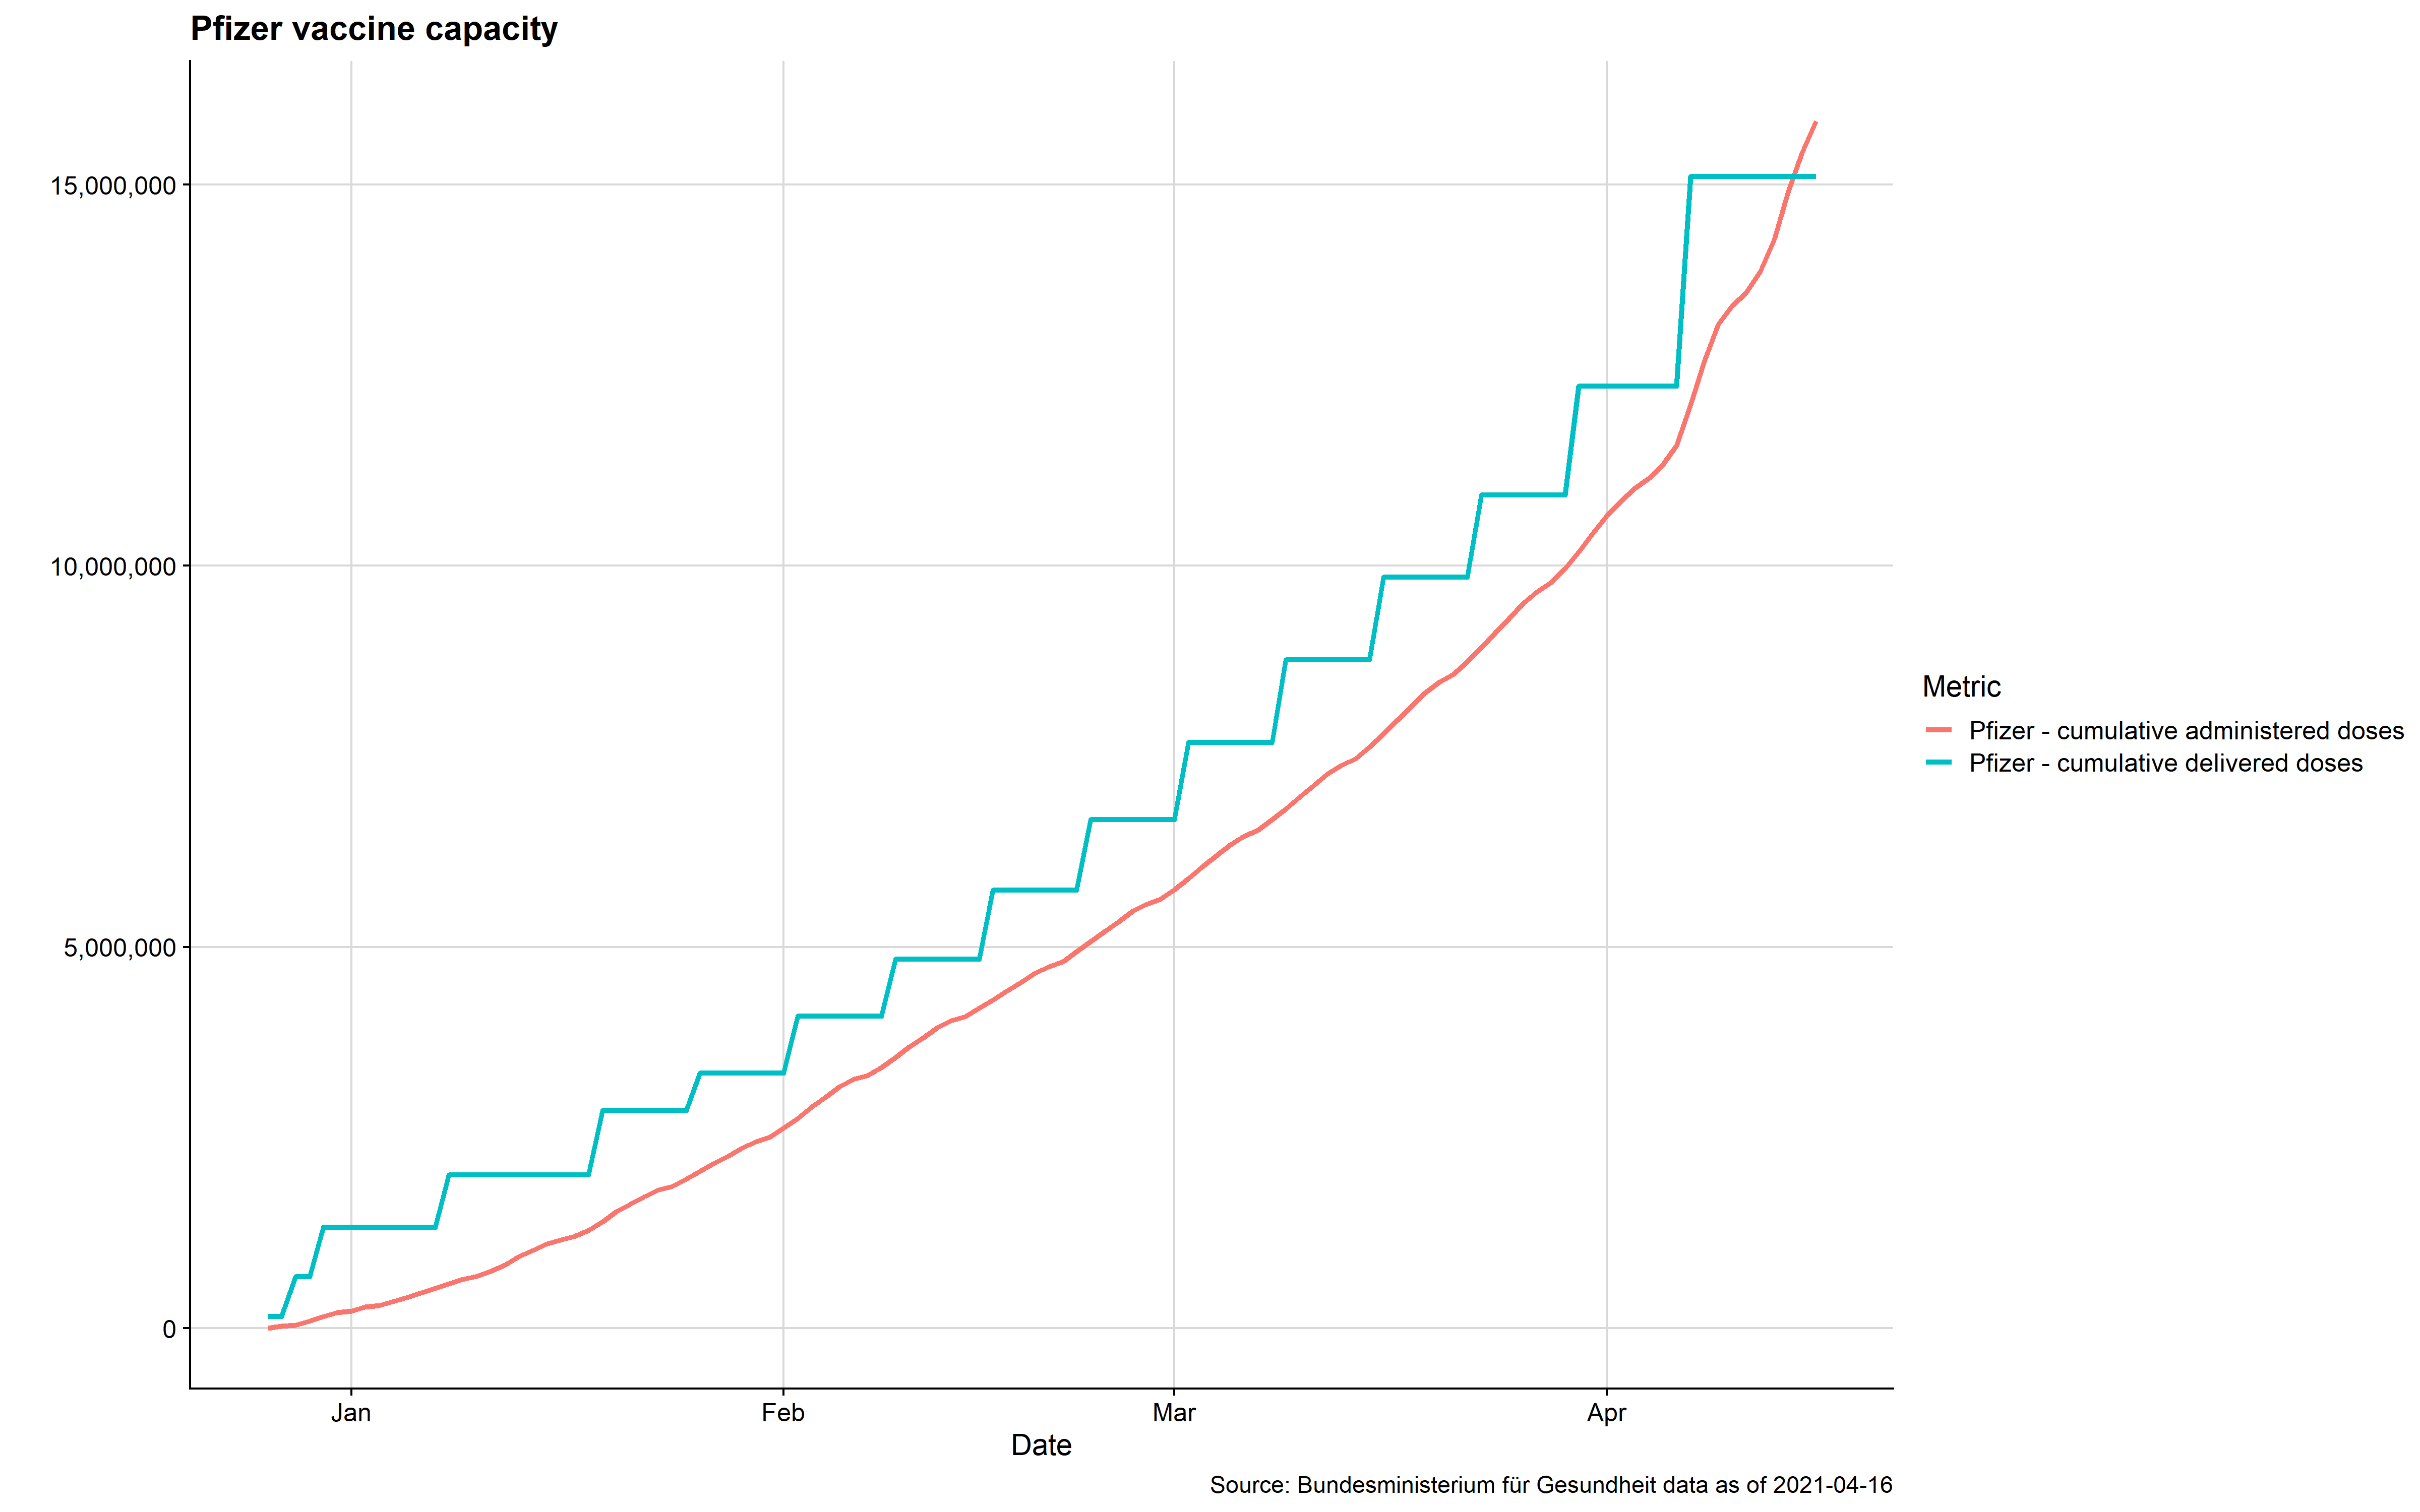 Pfizer vaccine capacity
15,000,000
10,000,000
5,000,000
0
Jan Feb Mar Apr
Date
Metric
Pfizer - cumulative administered doses
Pfizer - cumulative delivered doses
Source: Bundesministerium für Gesundheit data as of 2021-04-16